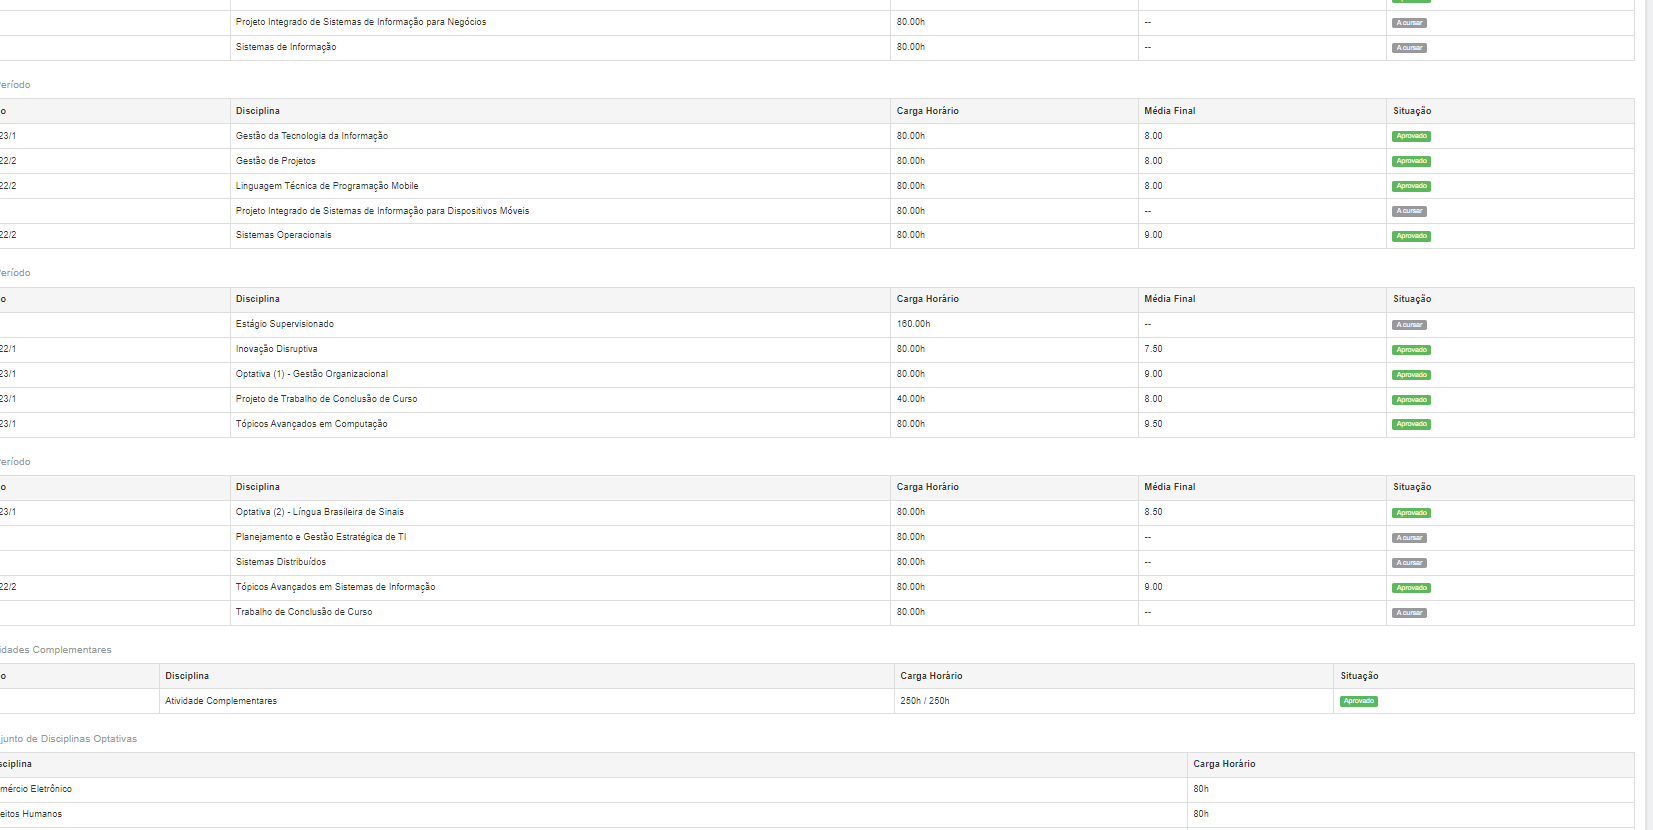 Projeto Integrado de Sistemas de Informação para Negócios 80.00h -- A cursar
Sistemas de Informação 80.00h -- A cursar
eríodo
o Disciplina Carga Horário Média Final Situação
23/1 Gestão da Tecnologia da Informação 80.00h 8.00 Aprovado
22/2 Gestão de Projetos 80.00h 8.00 Aprovado
22/2 Linguagem Técnica de Programação Mobile 80.00h 8.00 Aprovado
Projeto Integrado de Sistemas de Informação para Dispositivos Móveis 80.00h -- A cursar
22/2 Sistemas Operacionais 80.00h 9.00 Aprovado
eríodo
o Disciplina Carga Horário Média Final Situação
Estágio Supervisionado 160.00h -- A cursar
22/1 Inovação Disruptiva 80.00h 7.50 Aprovado
23/1 Optativa (1) - Gestão Organizacional 80.00h 9.00 Aprovado
23/1 Projeto de Trabalho de Conclusão de Curso 40.00h 8.00 Aprovado
23/1 Tópicos Avançados em Computação 80.00h 9.50 Aprovado
eríodo
o Disciplina Carga Horário Média Final Situação
23/1 Optativa (2) - Língua Brasileira de Sinais 80.00h 8.50 Aprovado
Planejamento e Gestão Estratégica de TI 80.00h -- A cursar
Sistemas Distribuídos 80.00h -- A cursar
22/2 Tópicos Avançados em Sistemas de Informação 80.00h 9.00 Aprovado
Trabalho de Conclusão de Curso 80.00h -- A cursar
idades Complementares
o Disciplina Carga Horário Situação
Atividade Complementares 250h / 250h Aprovado
junto de Disciplinas Optativas
sciplina Carga Horário
mércio Eletrônico 80h
eitos Humanos 80h